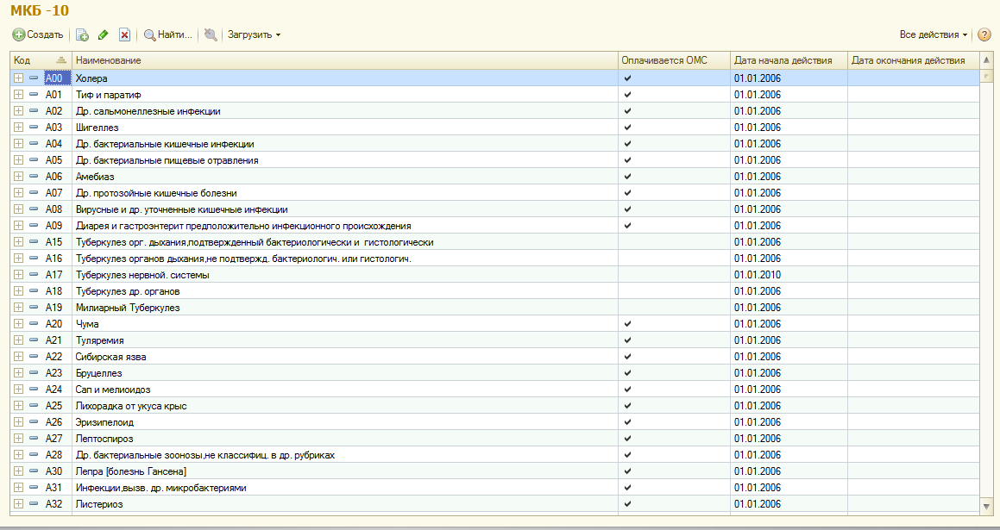 МКБ -10
Создать Найти... Загрузить Все действия ?
Код Наименование Оплачивается ОМС Дата начала действия Дата окончания действия
A00 Холера ✔ 01.01.2006
A01 Тиф и паратиф ✔ 01.01.2006
A02 Др. сальмонеллезные инфекции ✔ 01.01.2006
A03 Шигеллез ✔ 01.01.2006
A04 Др. бактериальные кишечные инфекции ✔ 01.01.2006
A05 Др. бактериальные пищевые отравления ✔ 01.01.2006
A06 Амебиаз ✔ 01.01.2006
A07 Др. протозойные кишечные болезни ✔ 01.01.2006
A08 Вирусные и др. уточненные кишечные инфекции ✔ 01.01.2006
A09 Диарея и гастроэнтерит предположительно инфекционного происхождения ✔ 01.01.2006
A15 Туберкулез орг. дыхания,подтвержденный бактериологически и гистологически 01.01.2006
A16 Туберкулез органов дыхания,не подтвержд. бактериологич. или гистологич. 01.01.2006
A17 Туберкулез нервной. системы 01.01.2010
A18 Туберкулез др. органов 01.01.2006
A19 Милиарный Туберкулез 01.01.2006
A20 Чума ✔ 01.01.2006
A21 Туляремия ✔ 01.01.2006
A22 Сибирская язва ✔ 01.01.2006
A23 Бруцеллез ✔ 01.01.2006
A24 Сап и мелиоидоз ✔ 01.01.2006
A25 Лихорадка от укуса крыс ✔ 01.01.2006
A26 Эризипелоид ✔ 01.01.2006
A27 Лептоспироз ✔ 01.01.2006
A28 Др. бактериальные зоонозы,не классифиц. в др. рубриках ✔ 01.01.2006
A30 Лепра [болезнь Гансена] ✔ 01.01.2006
A31 Инфекции,вызв. др. микробактериями ✔ 01.01.2006
A32 Листериоз ✔ 01.01.2006